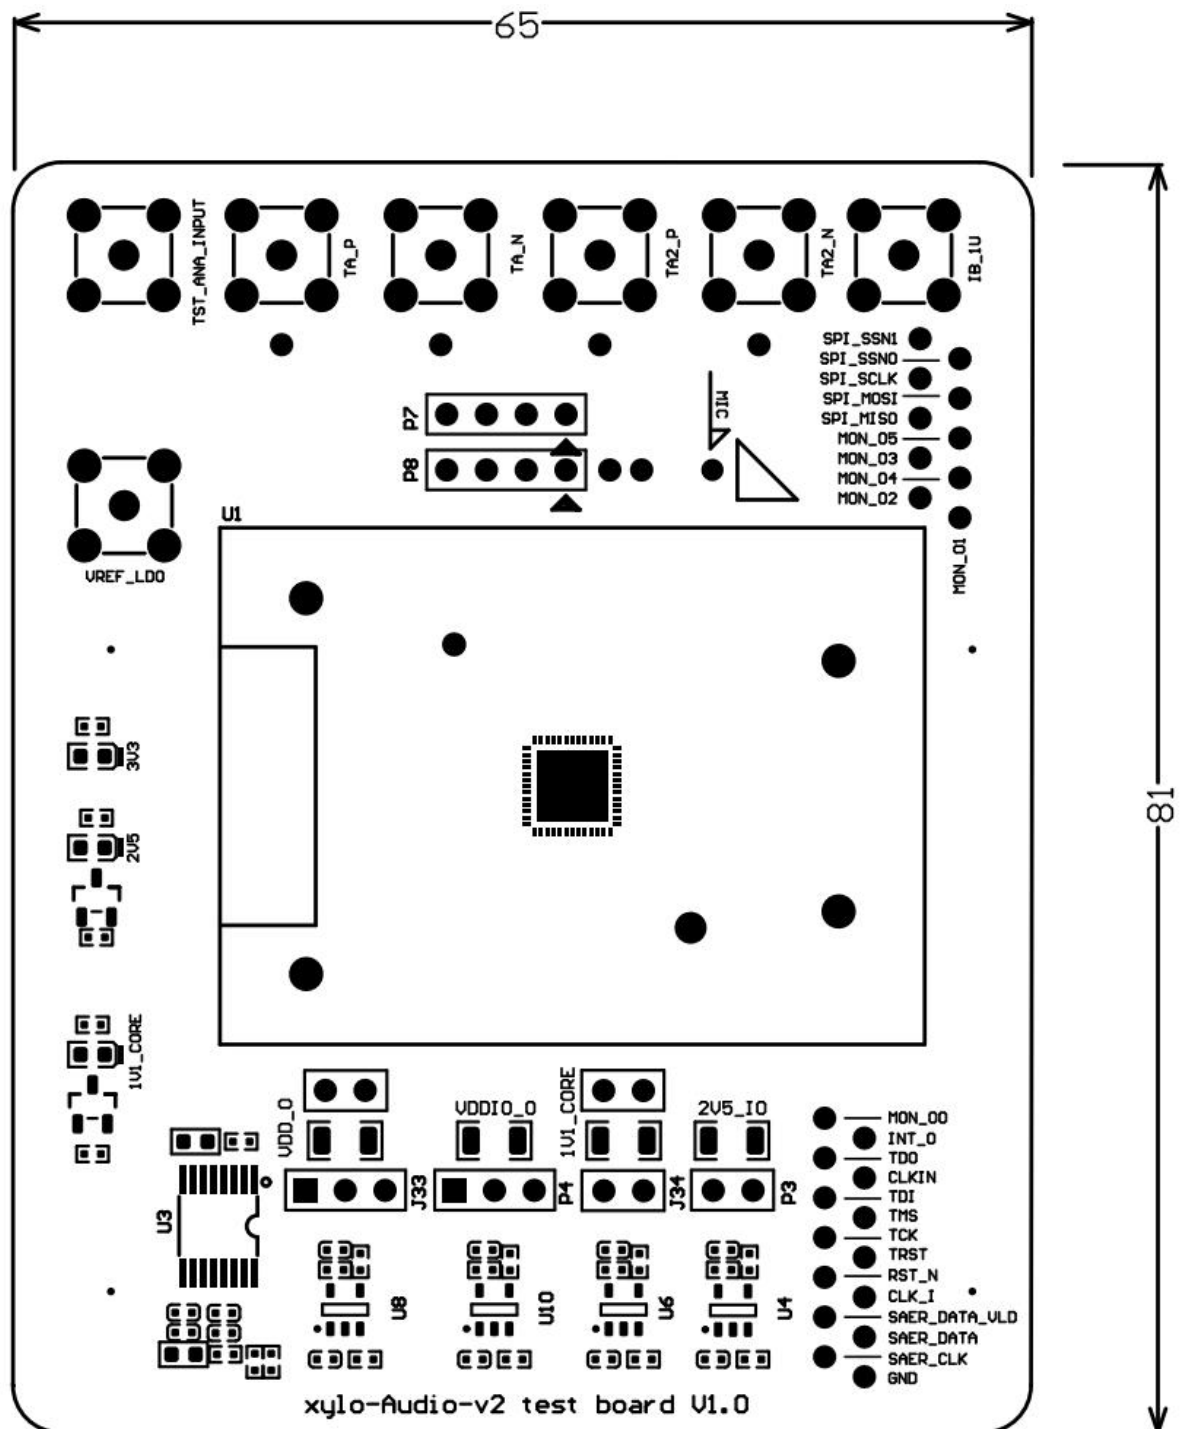 65
TST_ANA_INPUT
TA_P
TA_N
TA2_P
TA2_N
IB_1U
SPI_SSN1
SPI_SSN0
SPI_SCLK
SPI_MOSI
SPI_MISO
MON_05
MON_03
MON_04
MON_02
MON_01
P7
MIC
P8
U1
VREF_LDO
3V3
81
2V5
1V1_CORE
VDD_O
VDDIO_O
1V1_CORE
2V5_IO
J33
P4
J34
P3
U3
MON_00
INT_0
TDO
CLKIN
TDI
TMS
TCK
TRST
RST_N
CLK_I
SAER_DATA_VLD
SAER_DATA
SAER_CLK
GND
U8
U10
U6
U4
xylo-Audio-v2 test board V1.0